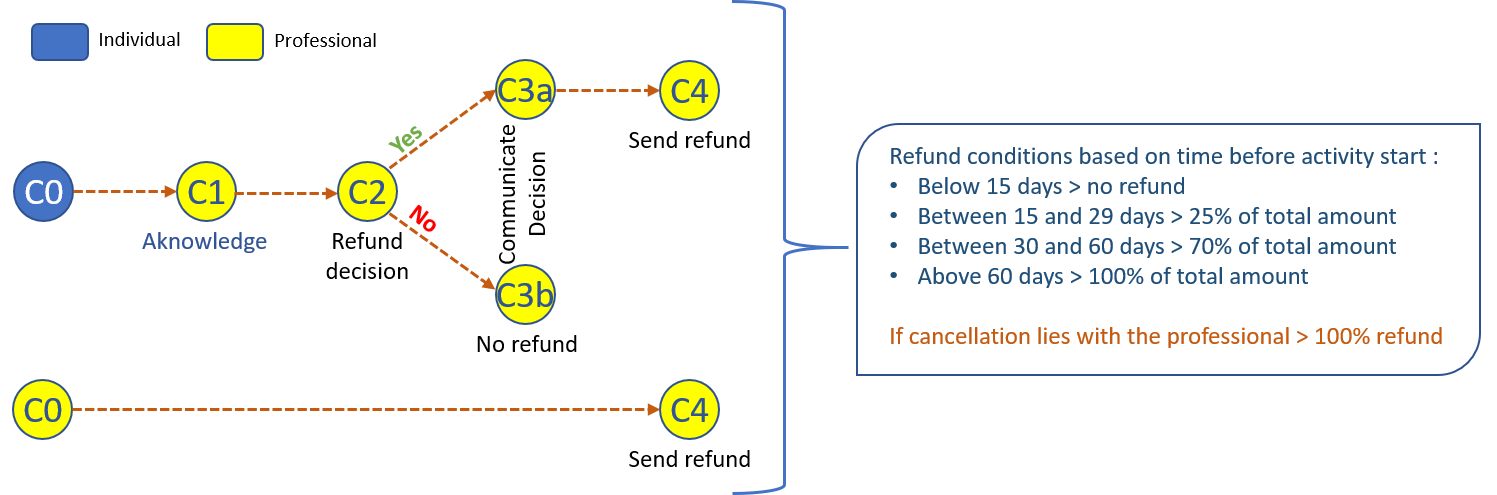 Individual
Professional
C0
C1
Aknowledge
C2
Refund
decision
Yes
No
C3a
Communicate
Decision
C3b
No refund
C4
Send refund
C0
C4
Send refund
Refund conditions based on time before activity start :
• Below 15 days > no refund
• Between 15 and 29 days > 25% of total amount
• Between 30 and 60 days > 70% of total amount
• Above 60 days > 100% of total amount
If cancellation lies with the professional > 100% refund